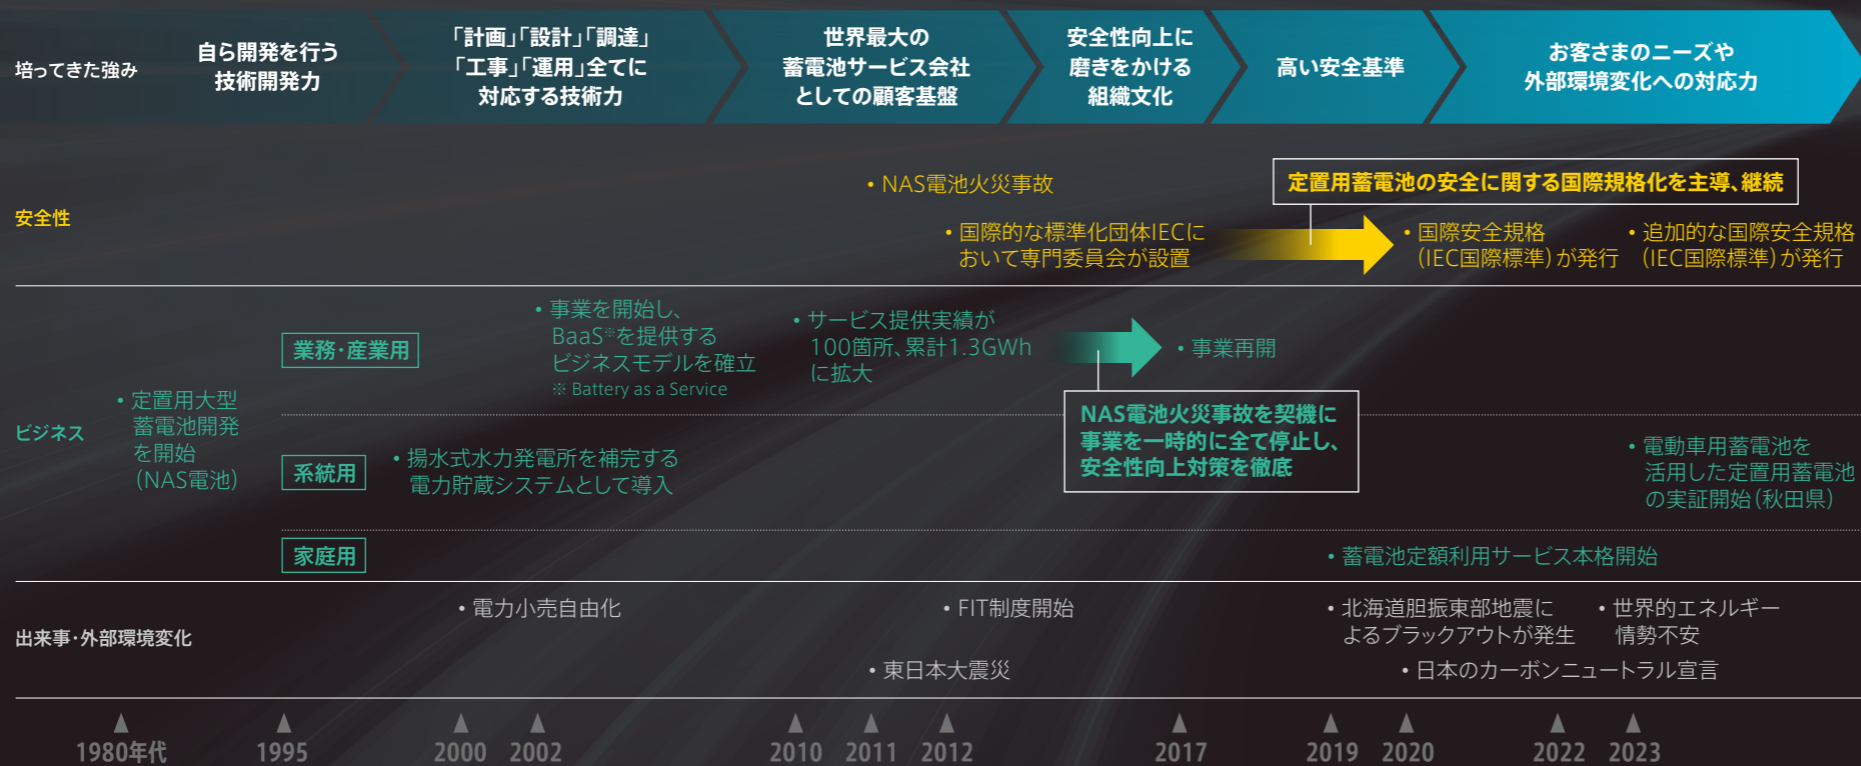 培ってきた強み
自ら開発を行う
技術開発力
「計画」「設計」「調達」
「工事」「運用」全てに
対応する技術力
世界最大の
蓄電池サービス会社
としての顧客基盤
安全性向上に
磨きをかける
組織文化
高い安全基準
お客さまのニーズや
外部環境変化への対応力
安全性
・NAS電池火災事故
・国際的な標準化団体IECに
おいて専門委員会が設置
定置用蓄電池の安全に関する国際規格化を主導、継続
・国際安全規格
(IEC国際標準)が発行
・追加的な国際安全規格
(IEC国際標準)が発行
ビジネス
・定置用大型
蓄電池開発
を開始
(NAS電池)
業務・産業用
・事業を開始し、
BaaS※を提供する
ビジネスモデルを確立
※ Battery as a Service
・サービス提供実績が
100箇所、累計1.3GWh
に拡大
・事業再開
NAS電池火災事故を契機に
事業を一時的に全て停止し、
安全性向上対策を徹底
系統用
・揚水式水力発電所を補完する
電力貯蔵システムとして導入
・電動車用蓄電池を
活用した定置用蓄電池
の実証開始(秋田県)
家庭用
・蓄電池定額利用サービス本格開始
出来事・外部環境変化
・電力小売自由化
・東日本大震災
・FIT制度開始
・北海道胆振東部地震に
よるブラックアウトが発生
・日本のカーボンニュートラル宣言
・世界的エネルギー
情勢不安
1980年代
1995
2000
2002
2010
2011
2012
2017
2019
2020
2022
2023